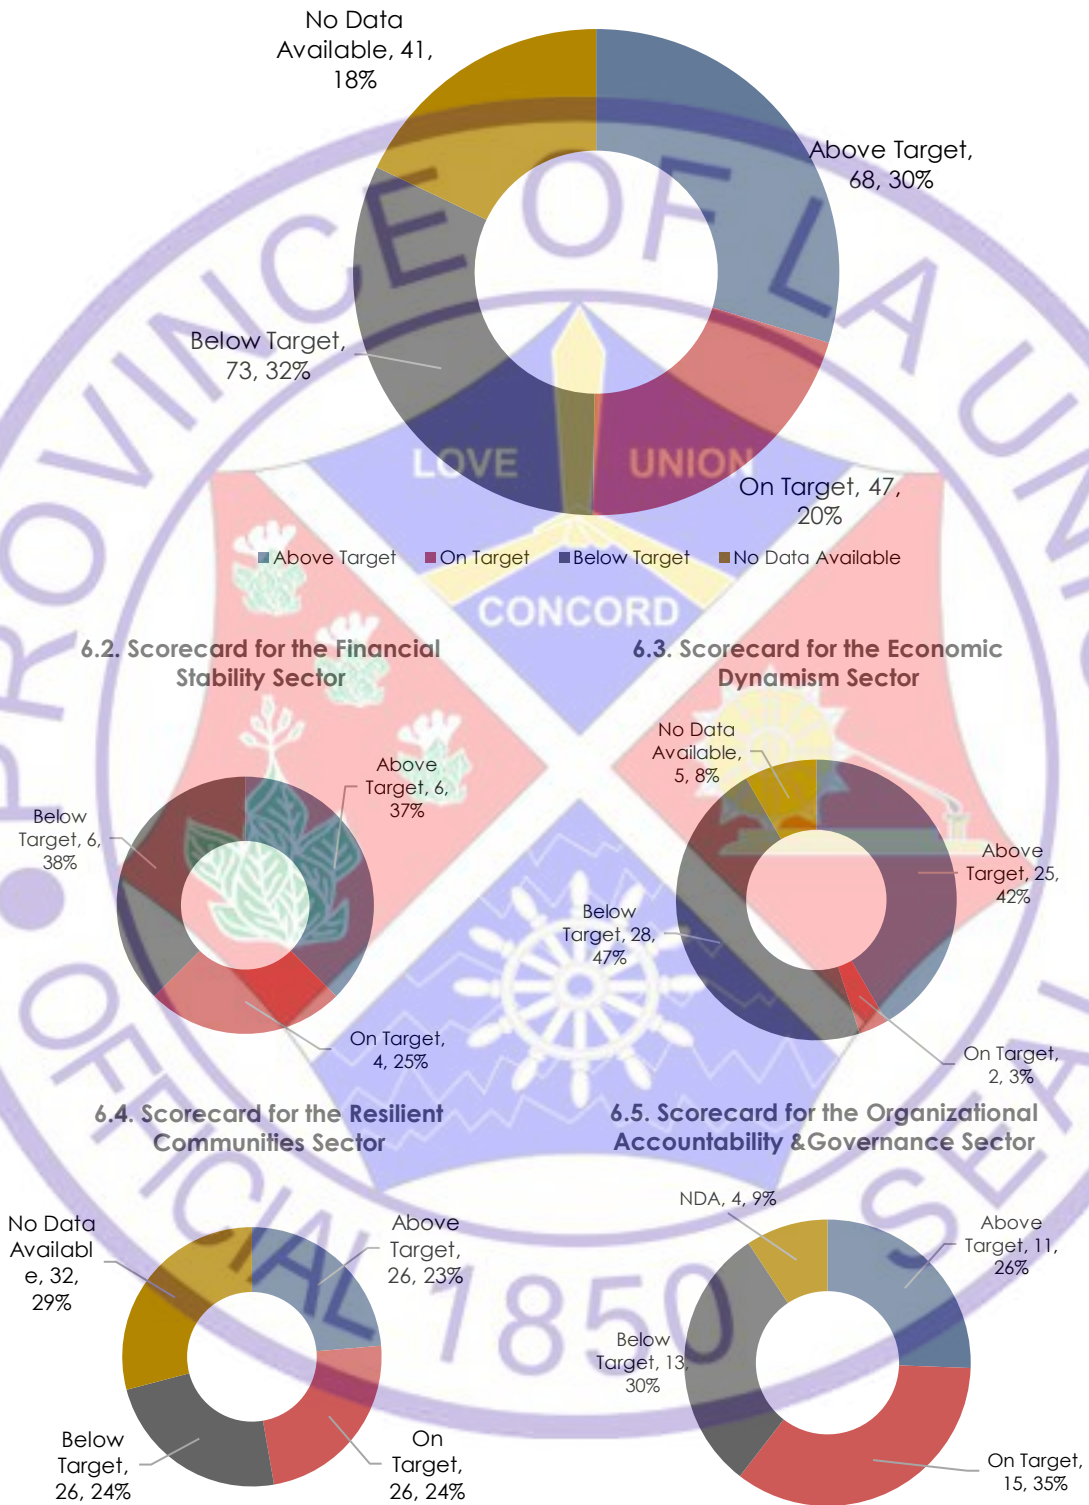 No Data
Available, 41,
18%
Above Target,
68, 30%
Below Target,
73, 32%
On Target, 47,
20%
Above Target
On Target
Below Target
No Data Available
6.2. Scorecard for the Financial
Stability Sector
Above
Target, 6,
37%
Below
Target, 6,
38%
On Target,
4, 25%
6.3. Scorecard for the Economic
Dynamism Sector
No Data
Available,
5, 8%
Above
Target, 25,
42%
Below
Target, 28,
47%
On Target,
2, 3%
6.4. Scorecard for the Resilient
Communities Sector
No Data
Availabl
e, 32,
29%
Above
Target,
26, 23%
Below
Target,
26, 24%
On
Target,
26, 24%
6.5. Scorecard for the Organizational
Accountability &Governance Sector
NDA, 4, 9%
Above
Target, 11,
26%
Below
Target, 13,
30%
On Target,
15, 35%
PROVINCE OF LA UNION
LOVE
UNION
CONCORD
OFFICIAL SEAL
1850